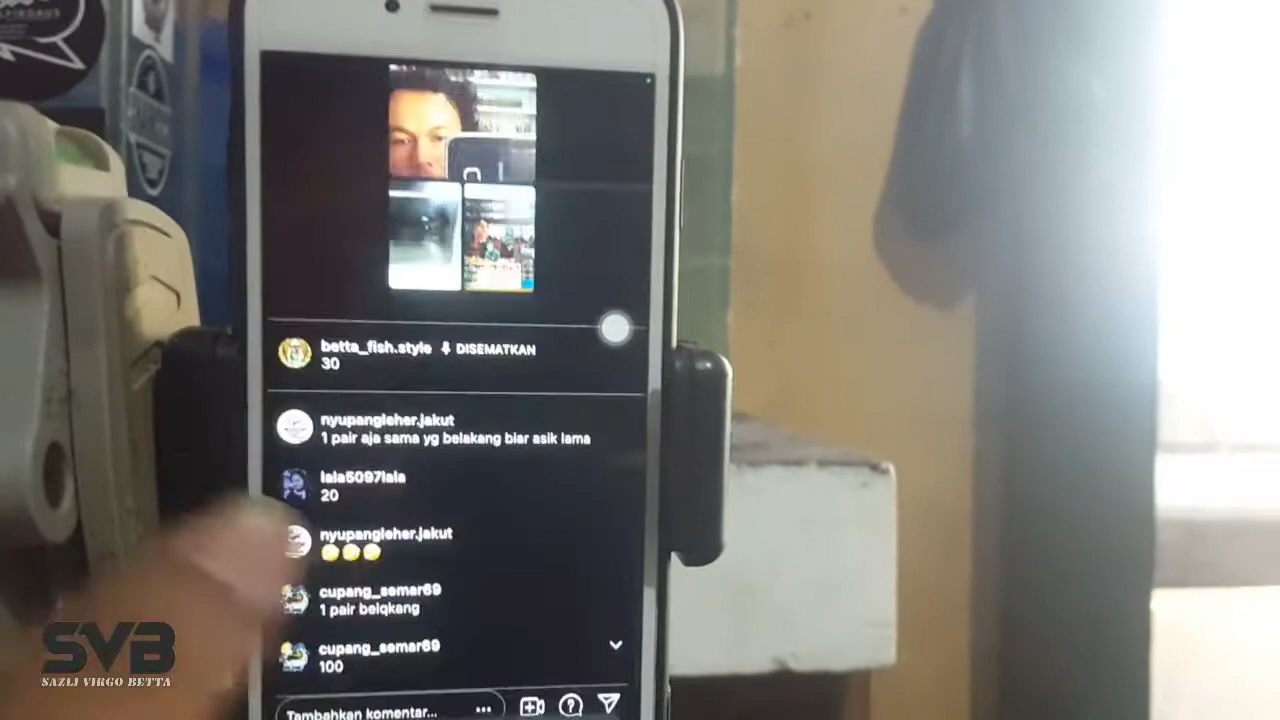 betta_fish.style DISEMATKAN
30
nyupangleher.jakut
1 pair aja sama yg belakang biar asik lama
lala5097lala
20
nyupangleher.jakut
cupang_semar69
1 pair belqkang
cupang_semar69
100
Tambahkan komentar...
SVB
SAZLI VIRGO BETTA